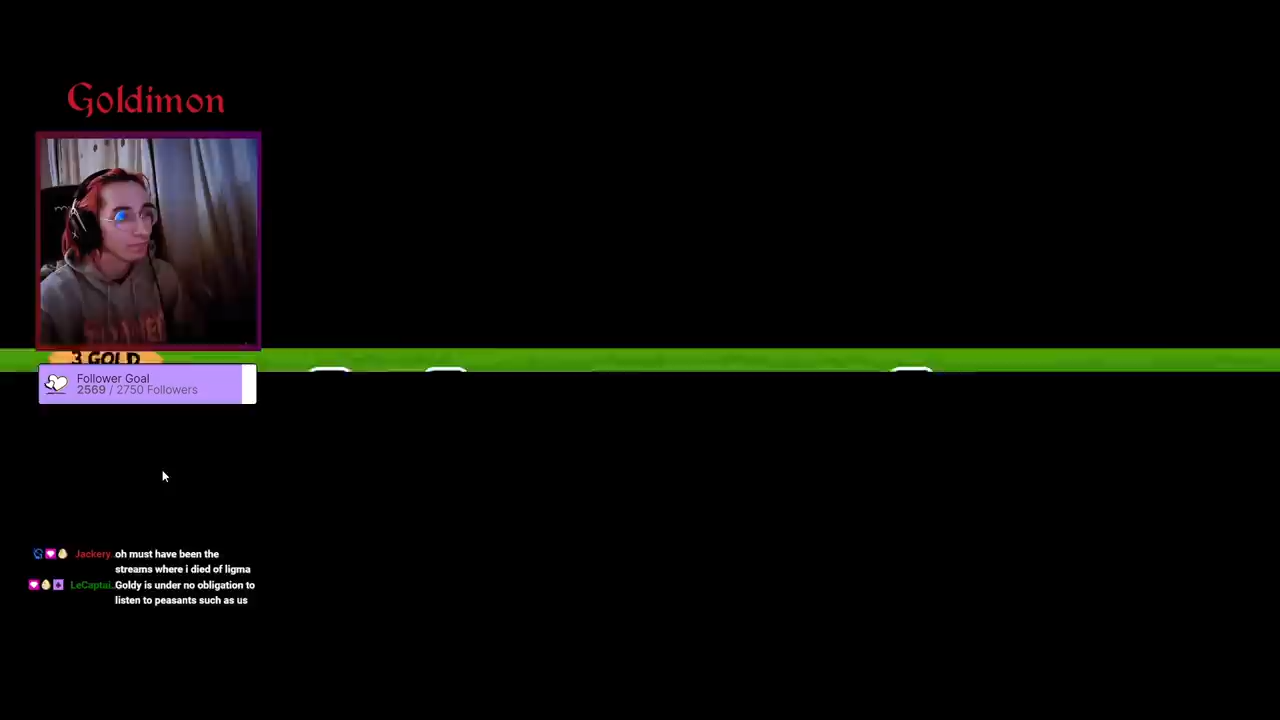 Goldimon
3 GOLD
Follower Goal
2569 / 2750 Followers
Jackery oh must have been the
streams where i died of ligma
LeCaptai... Goldy is under no obligation to
listen to peasants such as us